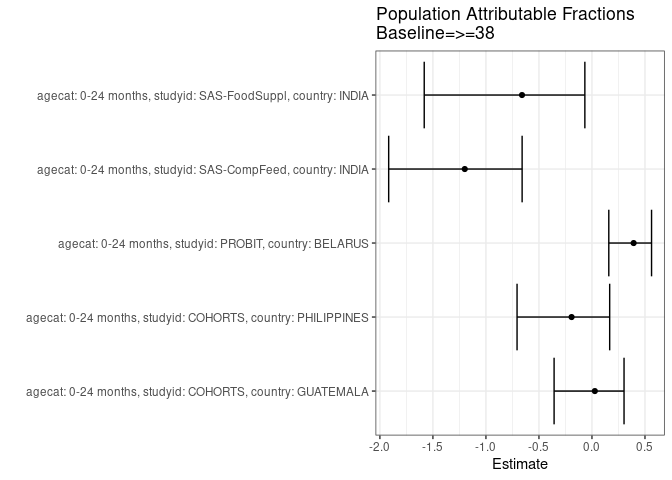 Population Attributable Fractions
Baseline=>=38
agecat: 0-24 months, studyid: SAS-FoodSuppl, country: INDIA
agecat: 0-24 months, studyid: SAS-CompFeed, country: INDIA
agecat: 0-24 months, studyid: PROBIT, country: BELARUS
agecat: 0-24 months, studyid: COHORTS, country: PHILIPPINES
agecat: 0-24 months, studyid: COHORTS, country: GUATEMALA
-2.0 -1.5 -1.0 -0.5 0.0 0.5
Estimate